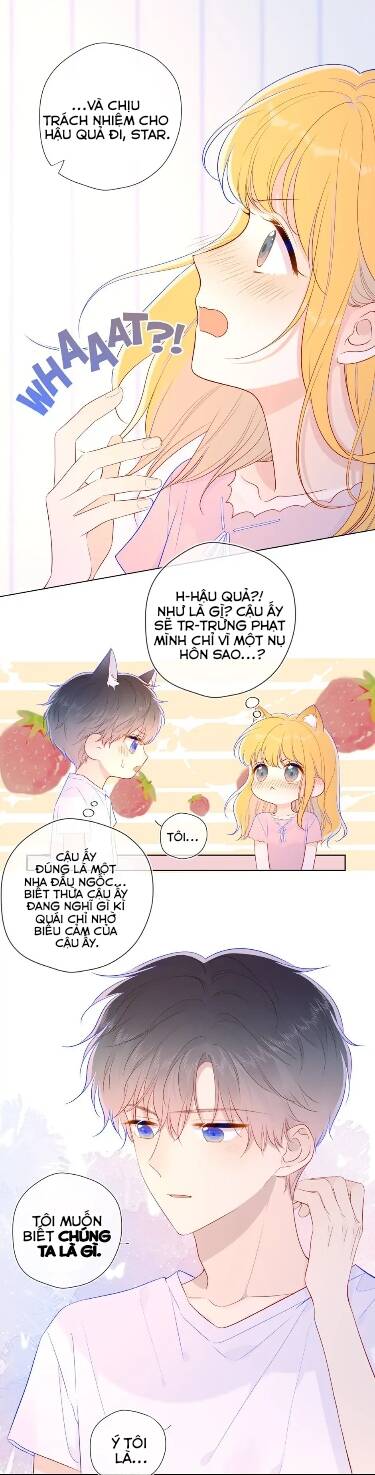 ...VÀ CHỊU
TRÁCH NHIỆM CHO
HẬU QUẢ ĐI, STAR.
WHAAAT?!
H-HẬU QUẢ?!
NHƯ LÀ GÌ? CẬU ẤY
SẼ TR-TRỪNG PHẠT
MÌNH CHỈ VÌ MỘT NỤ
HÔN SAO...?
TÔI...
CẬU ẤY
ĐÚNG LÀ MỘT
NHA ĐẦU NGỐC...
BIẾT THỪA CẬU ẤY
ĐANG NGHĨ GÌ KÌ
QUÁI CHỈ NHỜ
BIỂU CẢM CỦA
CẬU ẤY.
TÔI MUỐN
BIẾT CHÚNG
TA LÀ GÌ.
Ý TÔI
LÀ...